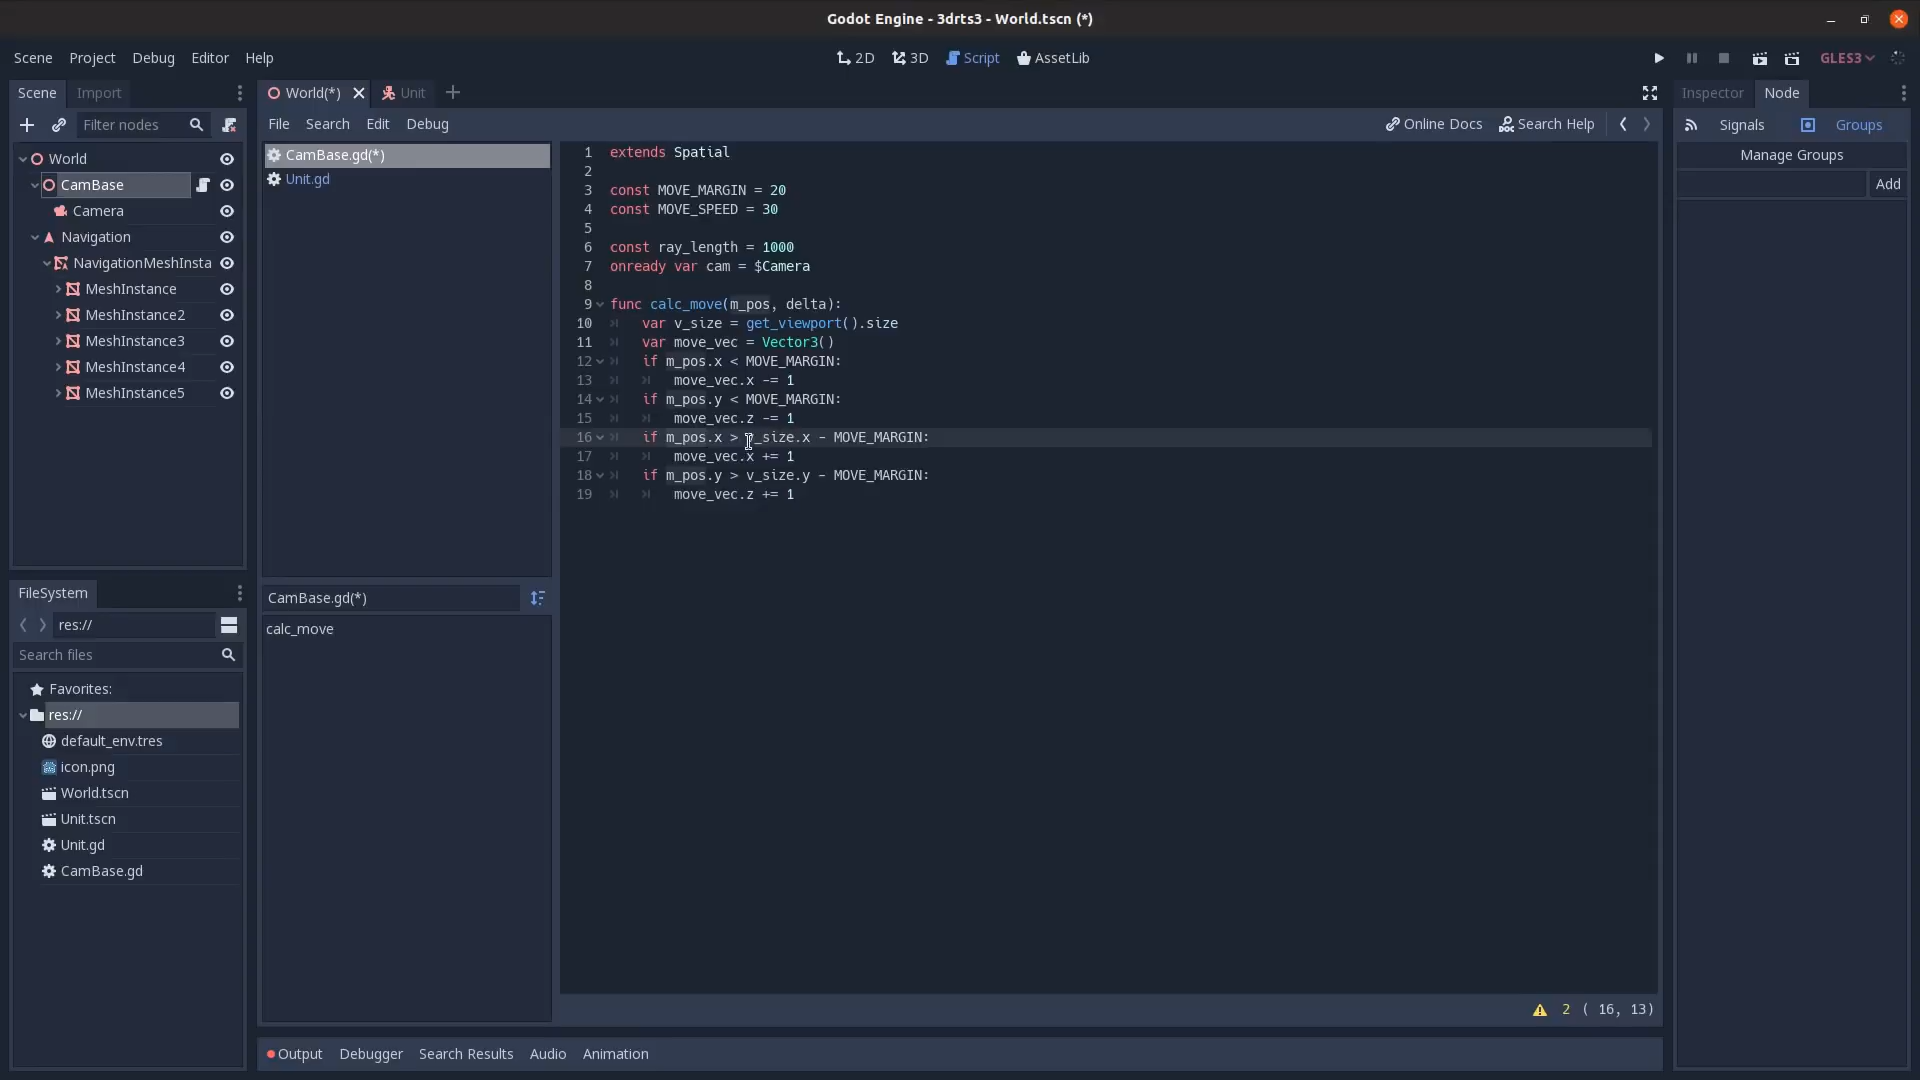 Godot Engine - 3drts3 - World.tscn (*)
Scene Project Debug Editor Help
2D 3D Script AssetLib
GLES3
Scene Import
Filter nodes
World
CamBase
Camera
Navigation
NavigationMeshInsta
MeshInstance
MeshInstance2
MeshInstance3
MeshInstance4
MeshInstance5
FileSystem
res://
Search files
Favorites:
res://
default_env.tres
icon.png
World.tscn
Unit.tscn
Unit.gd
CamBase.gd
World(*) Unit
File Search Edit Debug
Online Docs Search Help
CamBase.gd(*)
Unit.gd
CamBase.gd(*)
calc_move
1 extends Spatial
2
3 const MOVE_MARGIN = 20
4 const MOVE_SPEED = 30
5
6 const ray_length = 1000
7 onready var cam = $Camera
8
9 func calc_move(m_pos, delta):
10 var v_size = get_viewport().size
11 var move_vec = Vector3()
12 if m_pos.x < MOVE_MARGIN:
13 move_vec.x -= 1
14 if m_pos.y < MOVE_MARGIN:
15 move_vec.z -= 1
16 if m_pos.x > v_size.x - MOVE_MARGIN:
17 move_vec.x += 1
18 if m_pos.y > v_size.y - MOVE_MARGIN:
19 move_vec.z += 1
2 ( 16, 13)
Output Debugger Search Results Audio Animation
Inspector Node
Signals Groups
Manage Groups
Add